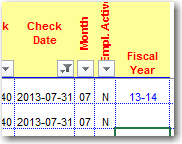 k
Check
Date
Month
Empl. Active
Fiscal
Year
40 2013-07-31 07 N 13-14
40 2013-07-31 07 N